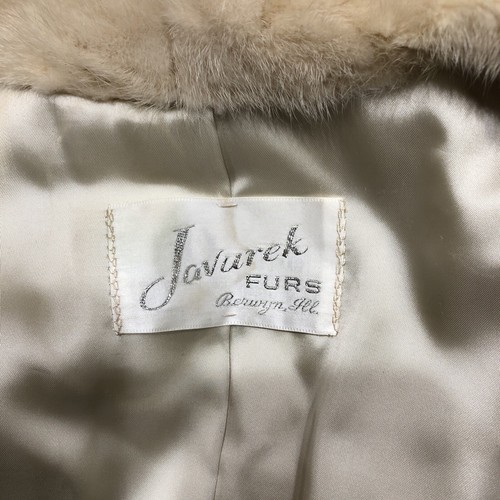 Javurek
FURS
Berwyn, Ill.